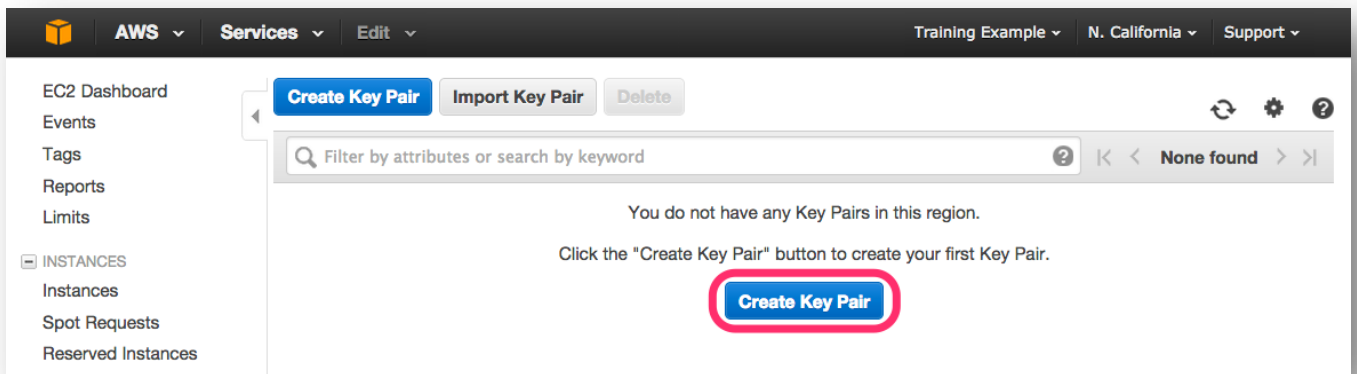 AWS Services Edit Training Example N. California Support
EC2 Dashboard
Events
Tags
Reports
Limits
INSTANCES
Instances
Spot Requests
Reserved Instances
Create Key Pair Import Key Pair Delete
Filter by attributes or search by keyword None found
You do not have any Key Pairs in this region.
Click the "Create Key Pair" button to create your first Key Pair.
Create Key Pair